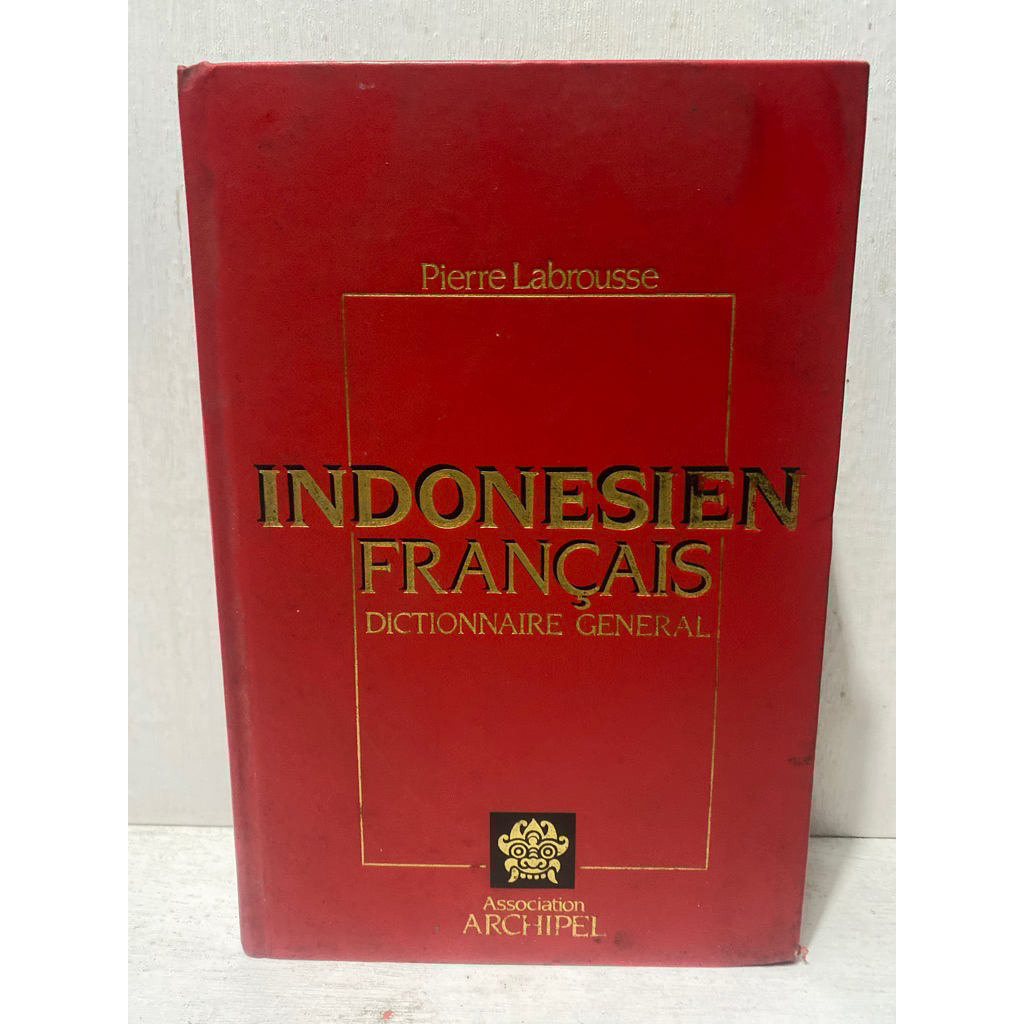 Pierre Labrousse
INDONESIEN
FRANÇAIS
DICTIONNAIRE GENERAL
Association
ARCHIPEL